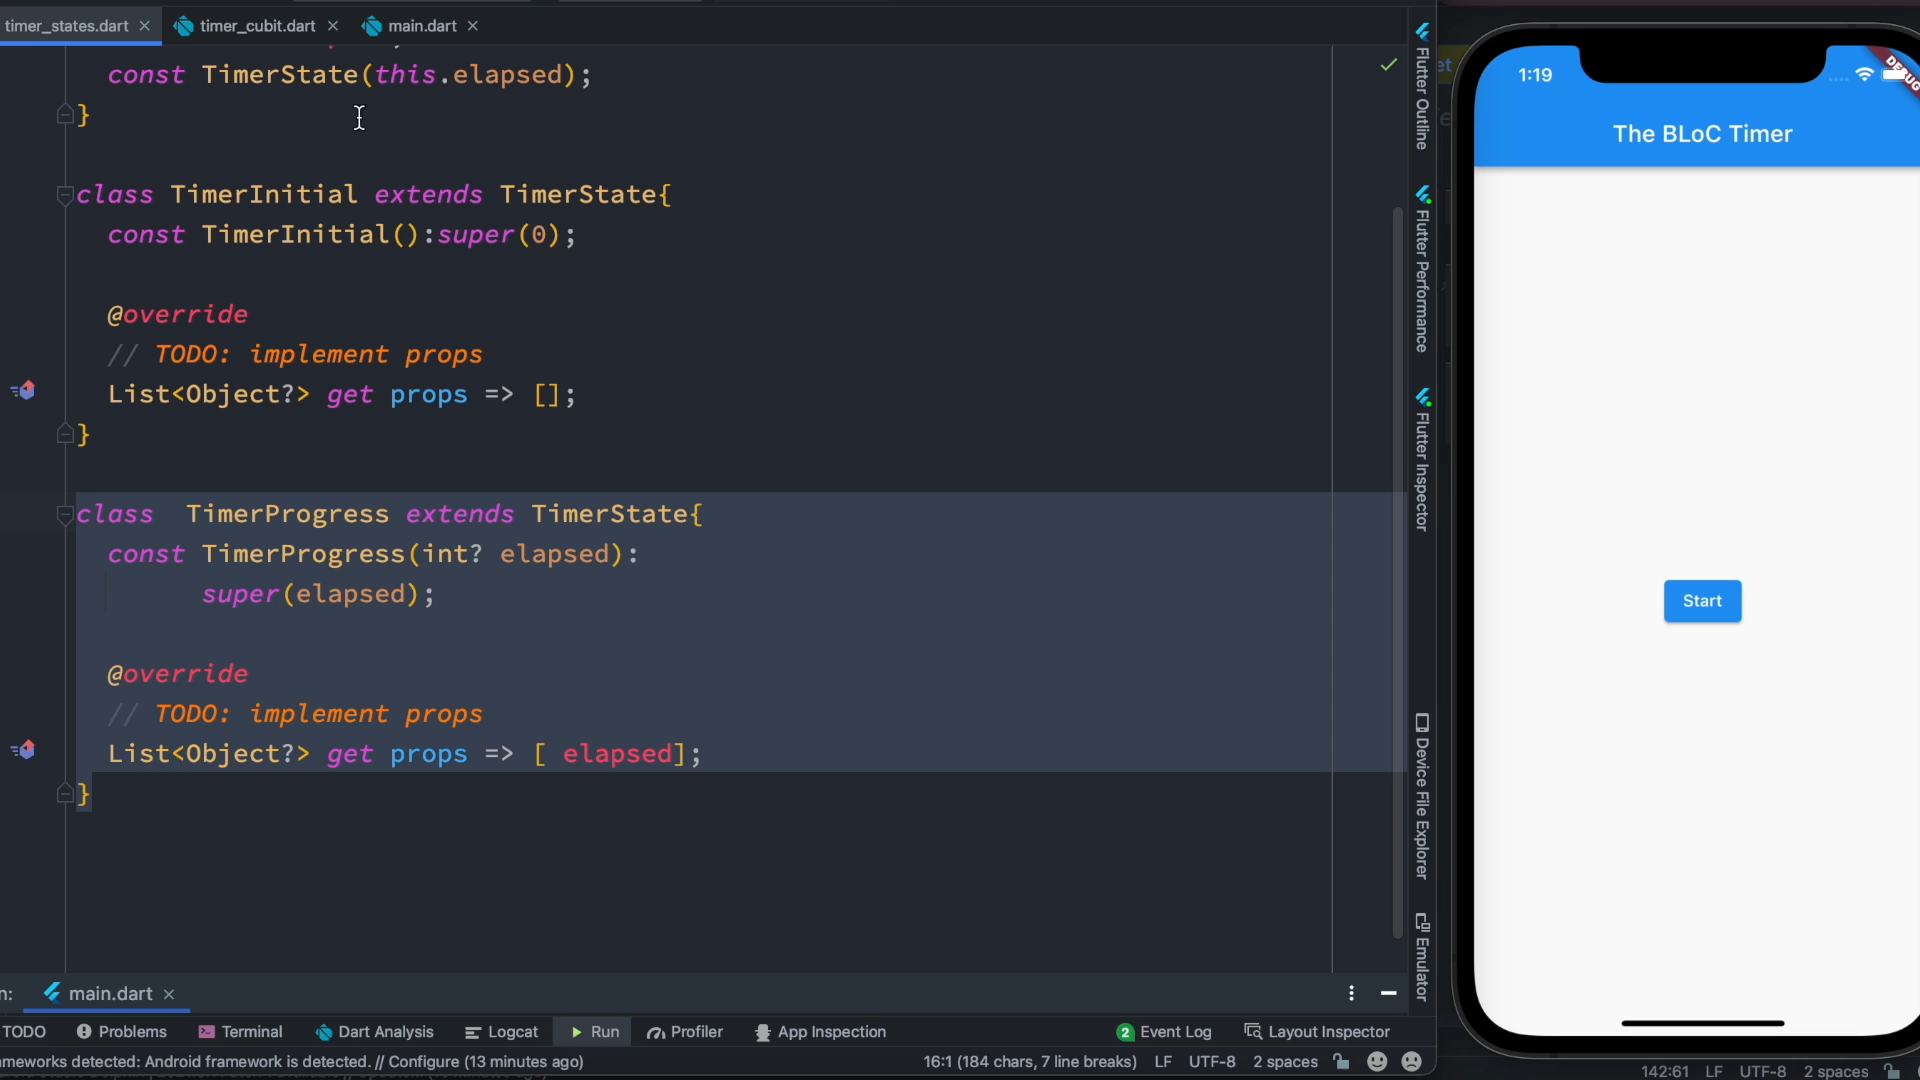 timer_states.dart × timer_cubit.dart × main.dart ×
const TimerState(this.elapsed);
}
class TimerInitial extends TimerState{
const TimerInitial():super(0);
@override
// TODO: implement props
List<Object?> get props => [];
}
class  TimerProgress extends TimerState{
const TimerProgress(int? elapsed):
super(elapsed);
@override
// TODO: implement props
List<Object?> get props => [ elapsed];
}
Flutter Outline
Flutter Performance
Flutter Inspector
Device File Explorer
Emulator
1:19
DEBUG
The BLoC Timer
Start
n: main.dart ×
TODO Problems Terminal Dart Analysis Logcat Run Profiler App Inspection 2 Event Log Layout Inspector
meworks detected: Android framework is detected. // Configure (13 minutes ago) 16:1 (184 chars, 7 line breaks) LF UTF-8 2 spaces
142:61 LF UTF-8 2 spaces